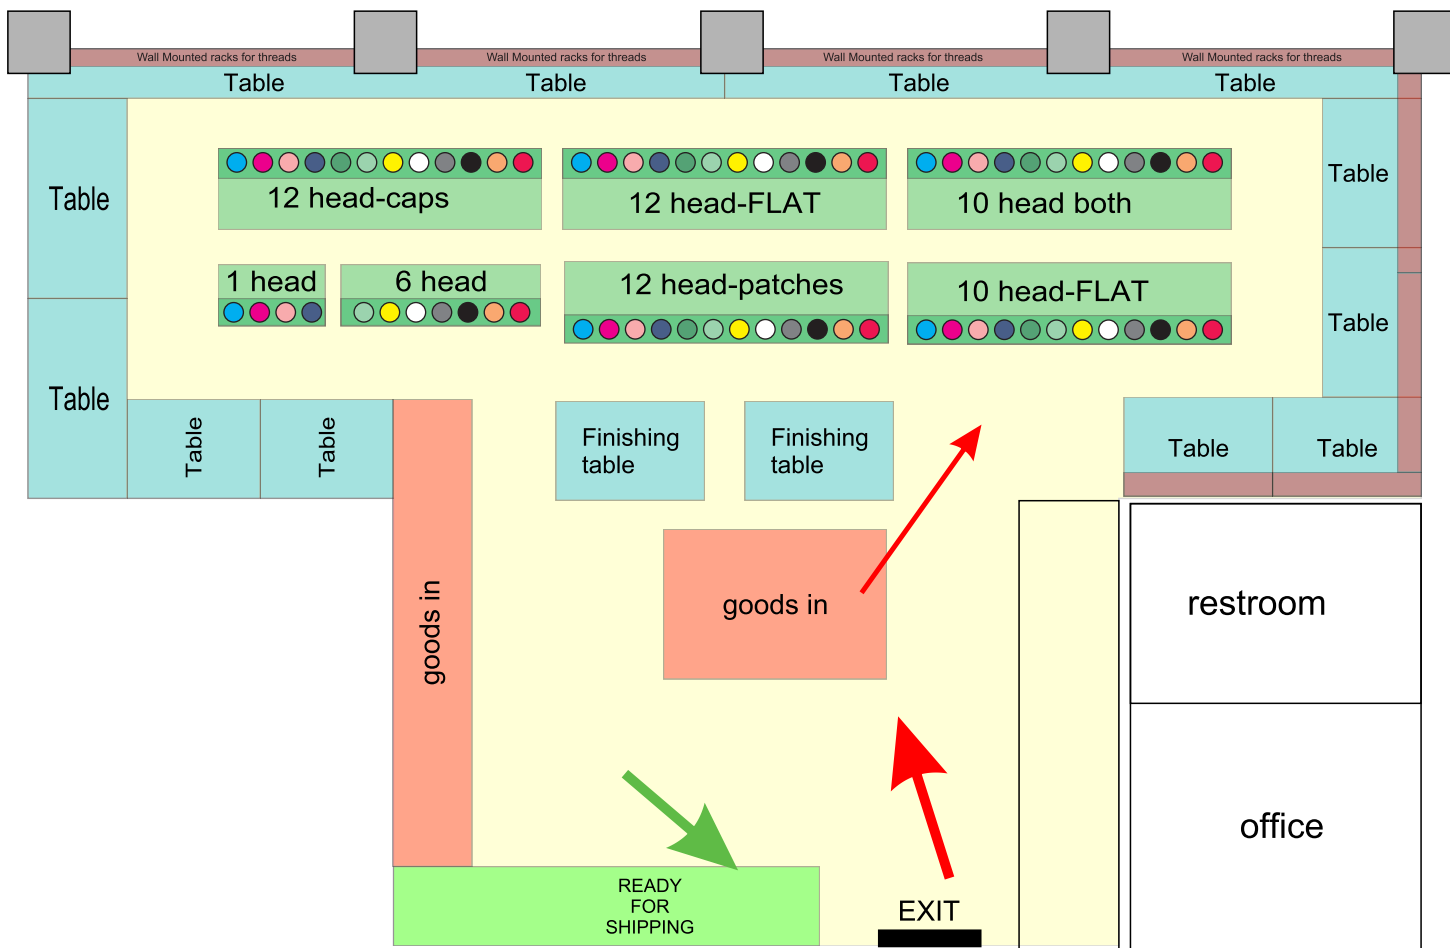 Wall Mounted racks for threads
Wall Mounted racks for threads
Wall Mounted racks for threads
Wall Mounted racks for threads
Table
Table
Table
Table
Table
12 head-caps
12 head-FLAT
10 head both
Table
1 head
6 head
12 head-patches
10 head-FLAT
Table
Table
Table
Table
Finishing
table
Finishing
table
Table
Table
goods in
goods in
restroom
office
READY
FOR
SHIPPING
EXIT